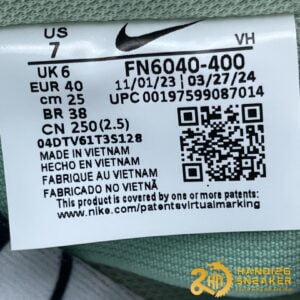 US
7
VH
UK 6
FN6040-400
EUR 40
11/01/23 | 03/27/24
cm 25
UPC 00197599087014
BR 38
CN 250(2.5)
04DTV61T3S128
MADE IN VIETNAM
HECHO EN VIETNAM
FABRIQUE AU VIETNAM
FABRICADO NO VIETNÃ
This product is covered by one or more patents.
www.nike.com/patentsvirtualmarking
2HR
HANDI28
SNEAKER